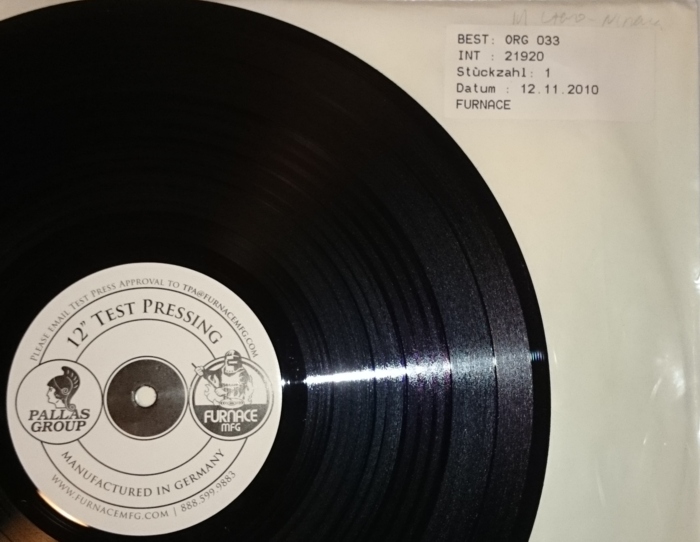 BEST: ORG 033
INT : 21920
Stückzahl: 1
Datum : 12.11.2010
FURNACE
PLEASE EMAIL TEST PRESS APPROVAL TO TPA@FURNACEMFG.COM
12" TEST PRESSING
PALLAS
GROUP
FURNACE
MFG
MANUFACTURED IN GERMANY
WWW.FURNACEMFG.COM | 888.599.9883